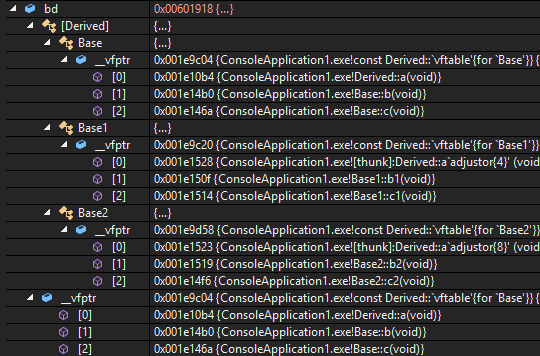 bd 0x00601918 {...}
[Derived] {...}
Base {...}
__vfptr 0x001e9c04 {ConsoleApplication1.exe!const Derived::`vftable'{for `Base'}} {
[0] 0x001e10b4 {ConsoleApplication1.exe!Derived::a(void)}
[1] 0x001e14b0 {ConsoleApplication1.exe!Base::b(void)}
[2] 0x001e146a {ConsoleApplication1.exe!Base::c(void)}
Base1 {...}
__vfptr 0x001e9c20 {ConsoleApplication1.exe!const Derived::`vftable'{for `Base1'}} {
[0] 0x001e1528 {ConsoleApplication1.exe![thunk]:Derived::a`adjustor{4}' (void
[1] 0x001e150f {ConsoleApplication1.exe!Base1::b1(void)}
[2] 0x001e1514 {ConsoleApplication1.exe!Base1::c1(void)}
Base2 {...}
__vfptr 0x001e9d58 {ConsoleApplication1.exe!const Derived::`vftable'{for `Base2'}} {
[0] 0x001e1523 {ConsoleApplication1.exe![thunk]:Derived::a`adjustor{8}' (void
[1] 0x001e1519 {ConsoleApplication1.exe!Base2::b2(void)}
[2] 0x001e14f6 {ConsoleApplication1.exe!Base2::c2(void)}
__vfptr 0x001e9c04 {ConsoleApplication1.exe!const Derived::`vftable'{for `Base'}} {
[0] 0x001e10b4 {ConsoleApplication1.exe!Derived::a(void)}
[1] 0x001e14b0 {ConsoleApplication1.exe!Base::b(void)}
[2] 0x001e146a {ConsoleApplication1.exe!Base::c(void)}